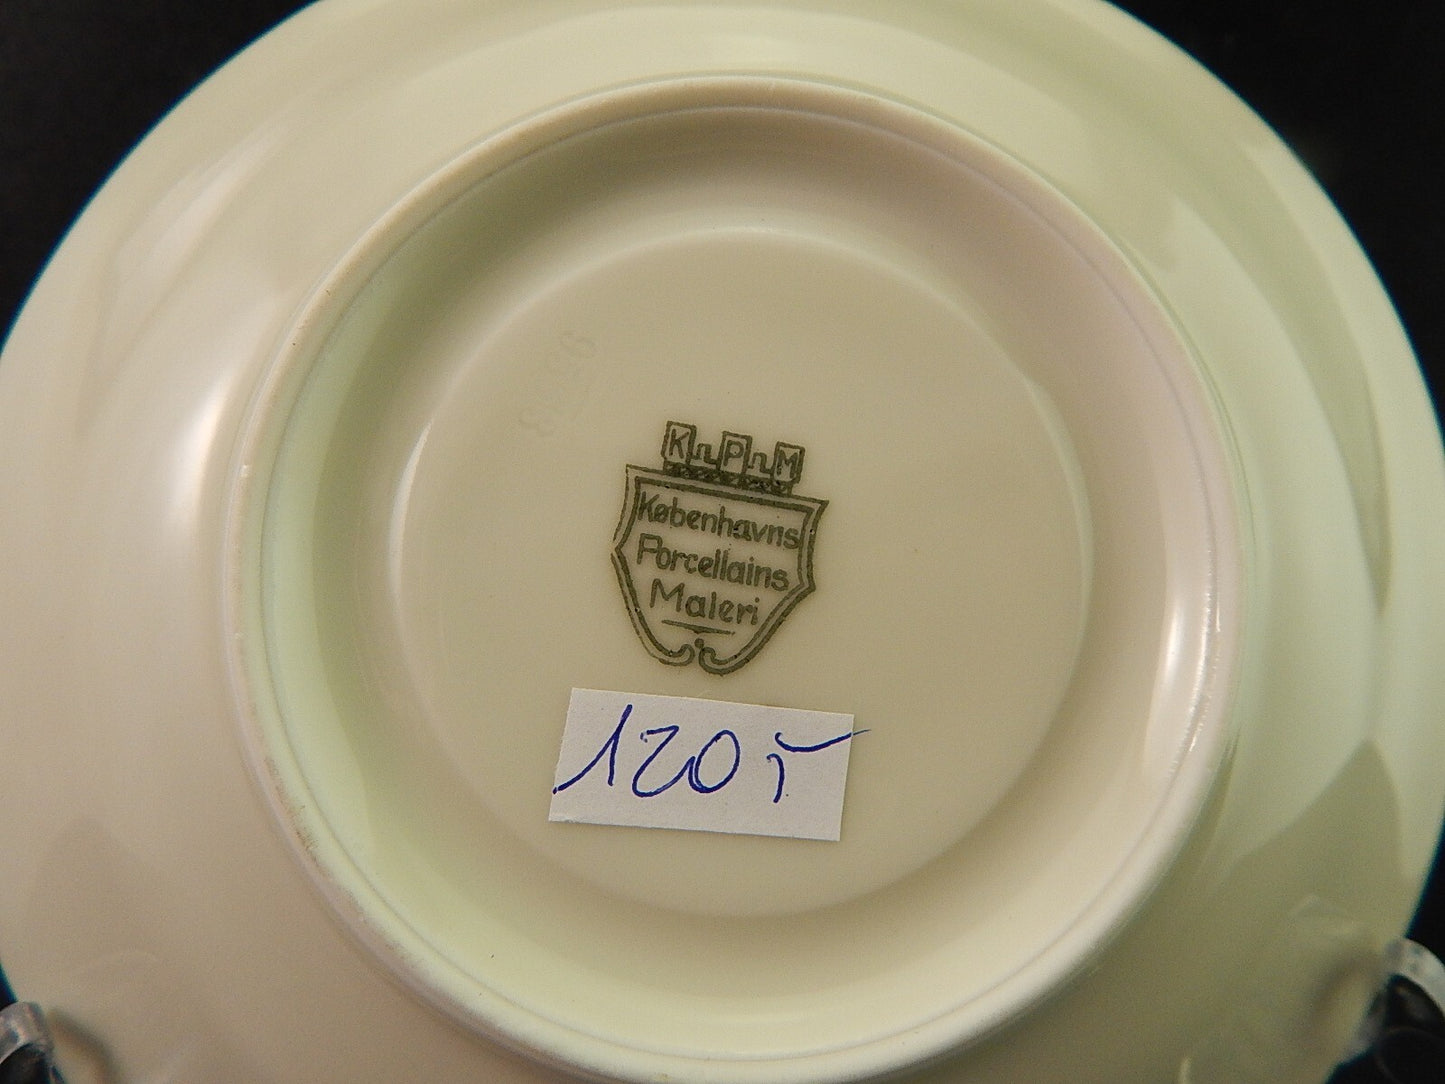 K P M
Københavns
Porcellains
Maleri
120,-